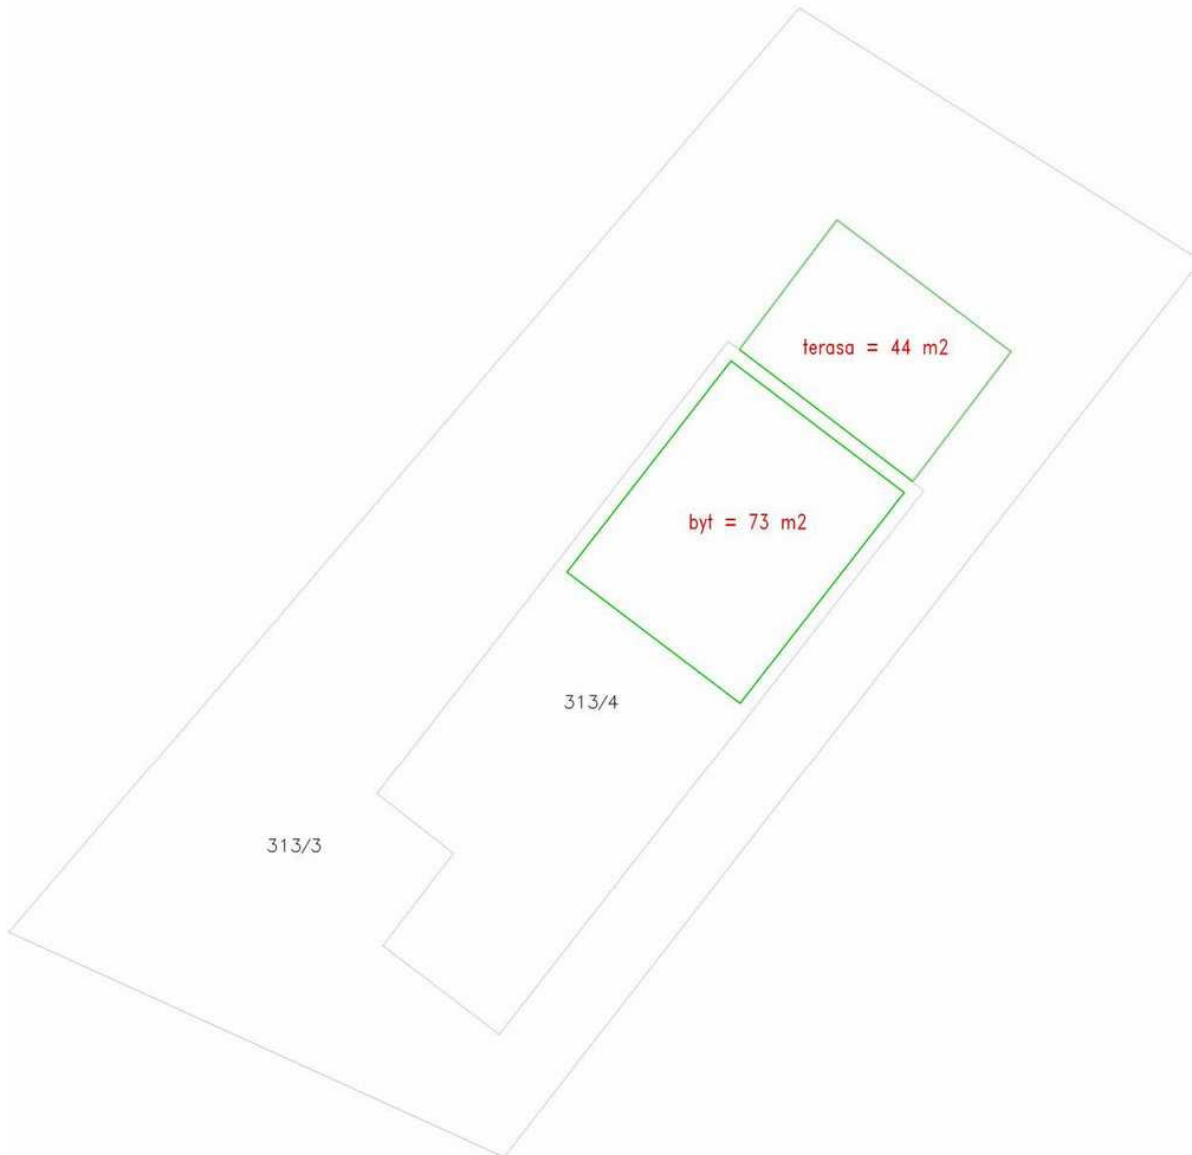 terasa = 44 m2
byt = 73 m2
313/4
313/3